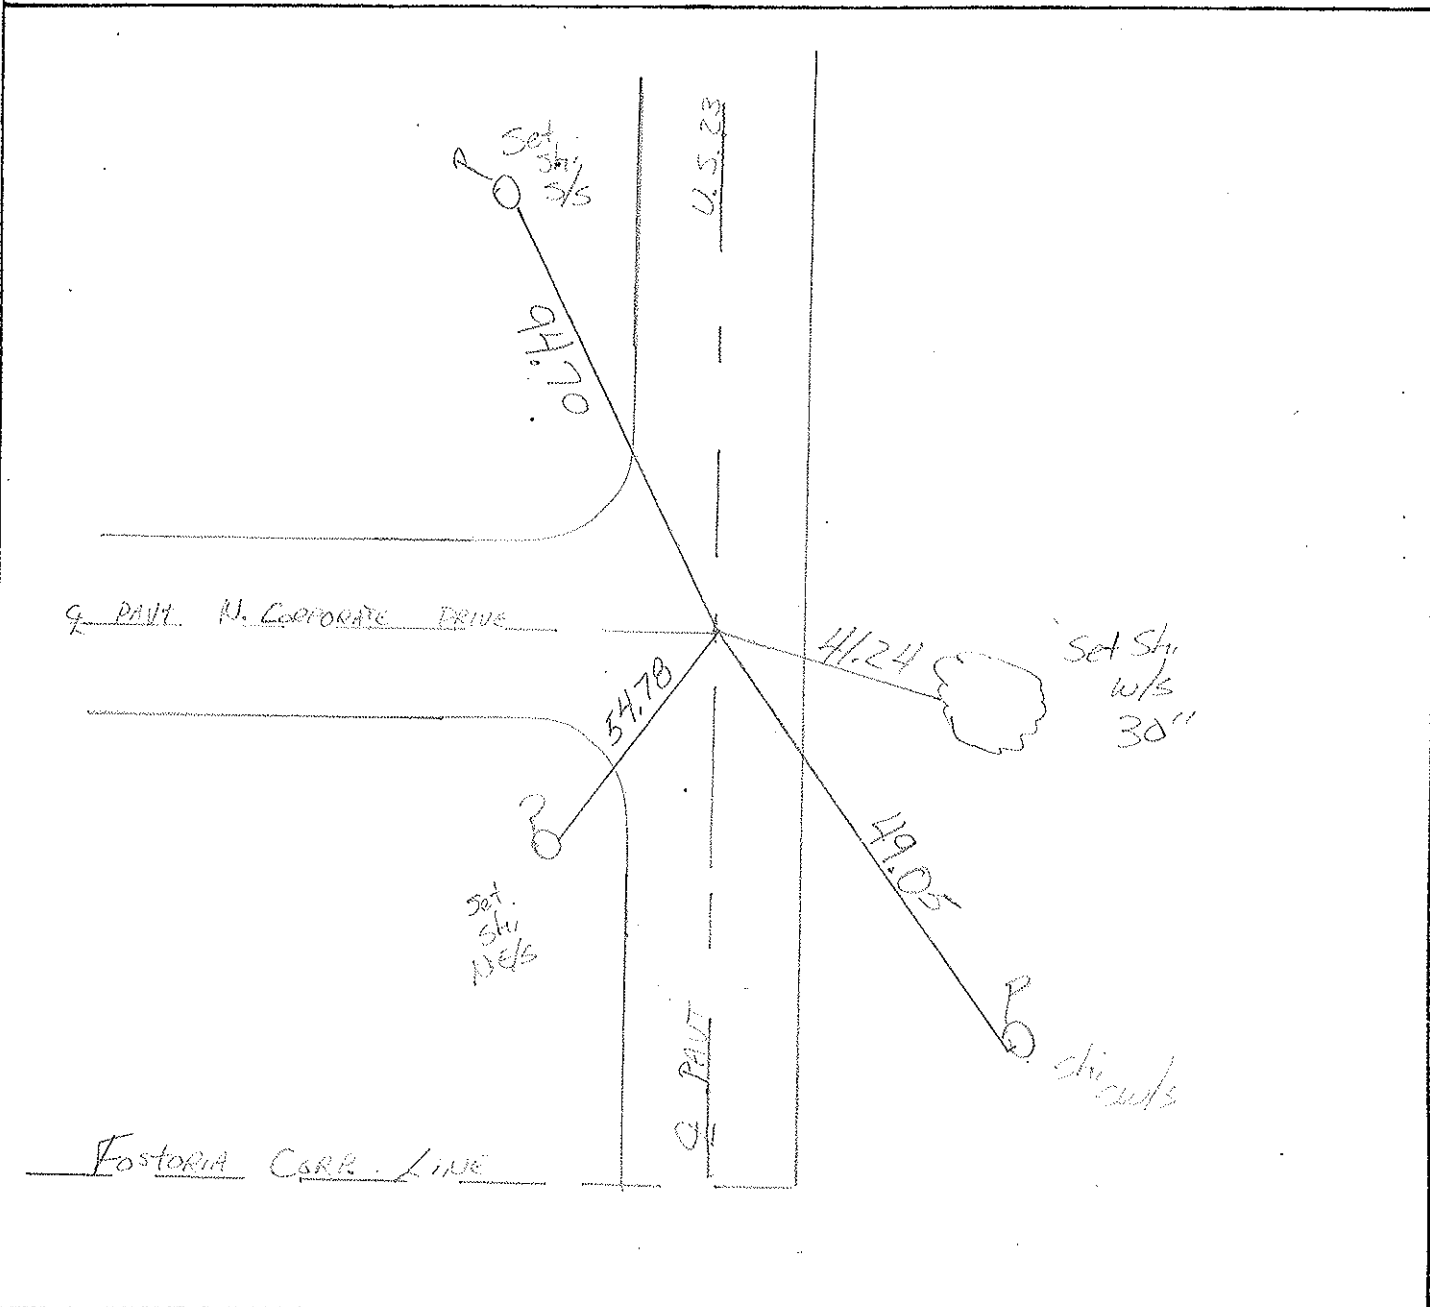 Set
Sh.
S/S
U.S. 23
94.70
℄ PAVT. N. CORPORATE DRIVE
41.24
Set Sh.
W/S
30"
54.78
49.05
Set.
Sh.
NE/S
P
Sh.
℄ PAVT
FOSTORIA CORP. LINE